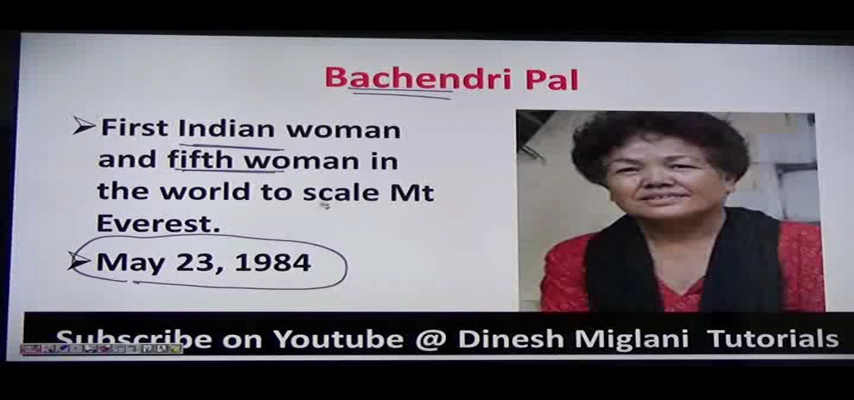 Bachendri Pal
➢First Indian woman
and fifth woman in
the world to scale Mt
Everest.
➢May 23, 1984
Subscribe on Youtube @ Dinesh Miglani Tutorials